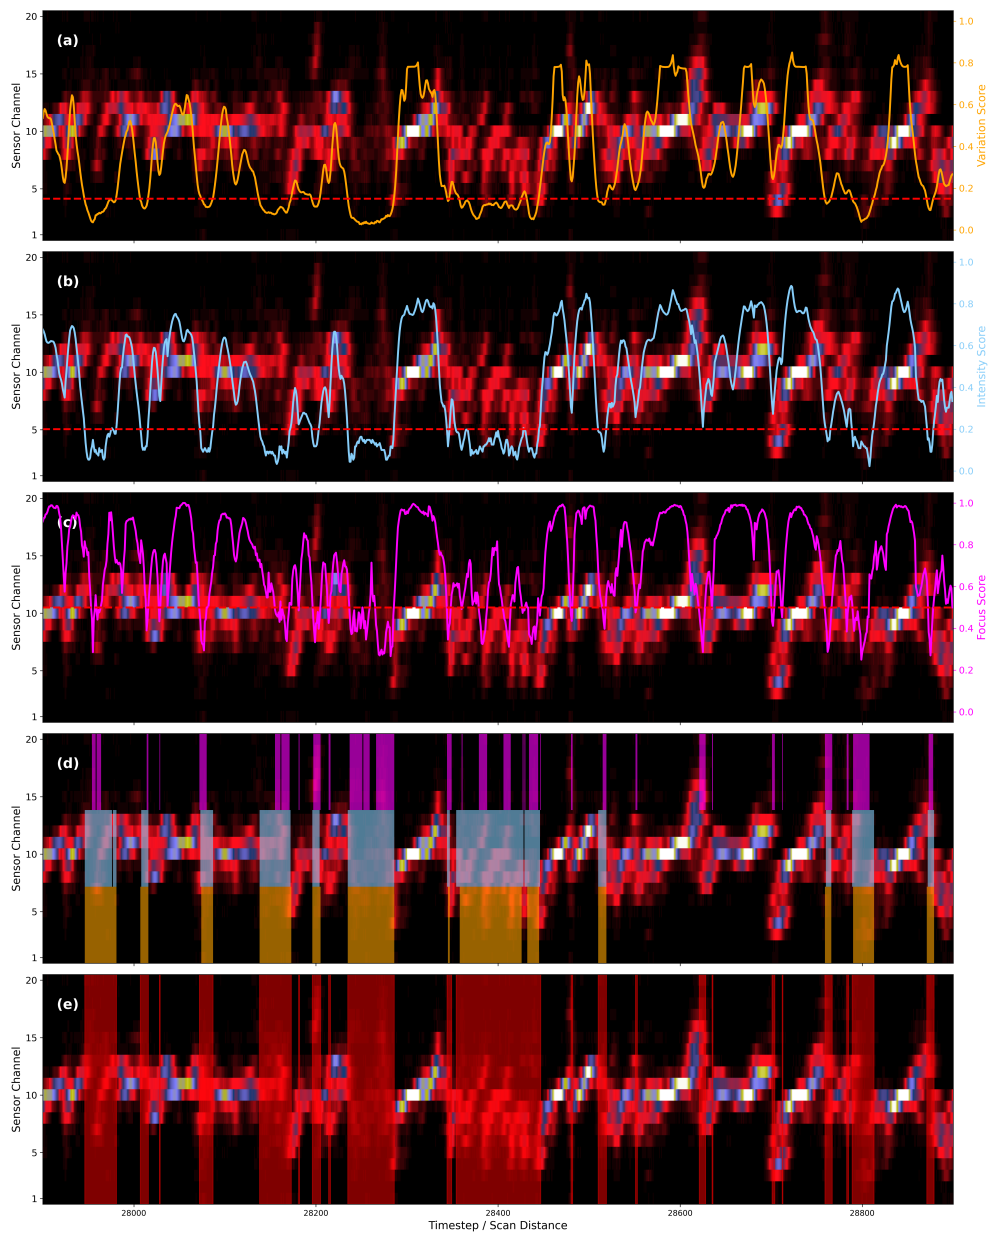 (a)
20
15
10
5
1
Sensor Channel
1.0
0.8
0.6
0.4
0.2
0.0
Variation Score
(b)
20
15
10
5
1
Sensor Channel
1.0
0.8
0.6
0.4
0.2
0.0
Intensity Score
(c)
20
15
10
5
1
Sensor Channel
1.0
0.8
0.6
0.4
0.2
0.0
Focus Score
(d)
20
15
10
5
1
Sensor Channel
(e)
20
15
10
5
1
Sensor Channel
28000 28200 28400 28600 28800
Timestep / Scan Distance